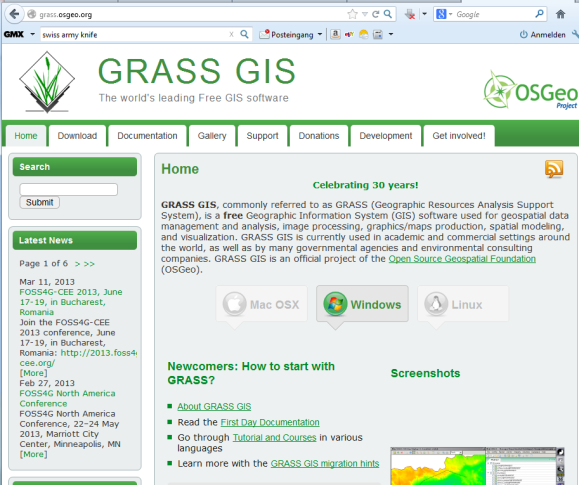 grass.osgeo.org
Google
GMX
swiss army knife
Posteingang
Anmelden
GRASS GIS
The world's leading Free GIS software
OSGeo
Project
Home
Download
Documentation
Gallery
Support
Donations
Development
Get involved!
Search
Submit
Latest News
Page 1 of 6 > >>
Mar 11, 2013
FOSS4G-CEE 2013, June
17-19, in Bucharest,
Romania
Join the FOSS4G-CEE
2013 conference, June
17-19, in Bucharest,
Romania: http://2013.foss4g
cee.org/
[More]
Feb 27, 2013
FOSS4G North America
Conference
FOSS4G North America
Conference, 22-24 May
2013, Marriott City
Center, Minneapolis, MN
[More]
Home
Celebrating 30 years!
GRASS GIS, commonly referred to as GRASS (Geographic Resources Analysis Support
System), is a free Geographic Information System (GIS) software used for geospatial data
management and analysis, image processing, graphics/maps production, spatial modeling,
and visualization. GRASS GIS is currently used in academic and commercial settings around
the world, as well as by many governmental agencies and environmental consulting
companies. GRASS GIS is an official project of the Open Source Geospatial Foundation
(OSGeo).
Mac OSX
Windows
Linux
Newcomers: How to start with
GRASS?
About GRASS GIS
Read the First Day Documentation
Go through Tutorial and Courses in various
languages
Learn more with the GRASS GIS migration hints
Screenshots